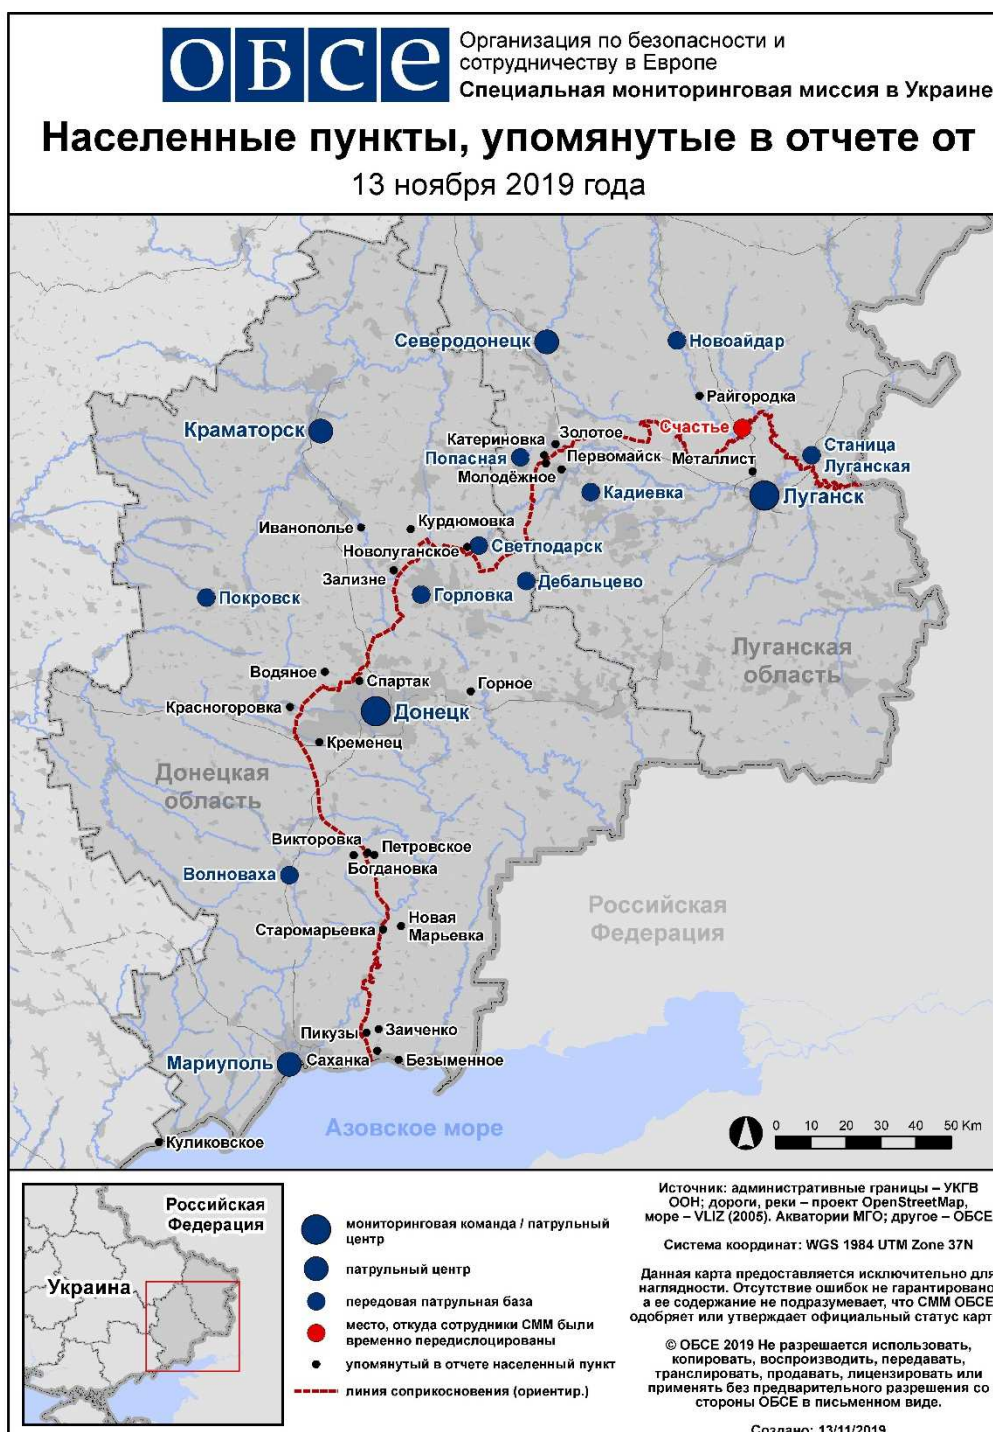 ОБСЕ
Организация по безопасности и
сотрудничеству в Европе
Специальная мониторинговая миссия в Украине
Населенные пункты, упомянутые в отчете от
13 ноября 2019 года
Северодонецк
Новоайдар
Райгородка
Краматорск
Счастье
Золотое
Катериновка
Станица
Луганская
Попасная
Первомайск
Металлист
Молодёжное
Кадиевка
Луганск
Иванополье
Курдюмовка
Новолуганское
Светлодарск
Зализне
Дебальцево
Покровск
Горловка
Луганская
область
Водяное
Спартак
Горное
Красногоровка
Донецк
Кременец
Донецкая
область
Викторовка
Петровское
Богдановка
Волноваха
Российская
Федерация
Новая
Марьевка
Старомарьевка
Пикузы
Заиченко
Мариуполь
Саханка
Безыменное
Азовское море
Куликовское
0 10 20 30 40 50 Km
Российская
Федерация
Украина
мониторинговая команда / патрульный
центр
патрульный центр
передовая патрульная база
место, откуда сотрудники СММ были
временно передислоцированы
упомянутый в отчете населенный пункт
линия соприкосновения (ориентир.)
Источник: административные границы – УКГВ
ООН; дороги, реки – проект OpenStreetMap,
море – VLIZ (2005). Акватории МГО; другое – ОБСЕ
Система координат: WGS 1984 UTM Zone 37N
Данная карта предоставляется исключительно для
наглядности. Отсутствие ошибок не гарантировано
а ее содержание не подразумевает, что СММ ОБСЕ
одобряет или утверждает официальный статус карт
© ОБСЕ 2019 Не разрешается использовать,
копировать, воспроизводить, передавать,
транслировать, продавать, лицензировать или
применять без предварительного разрешения со
стороны ОБСЕ в письменном виде.
Создано: 13/11/2019